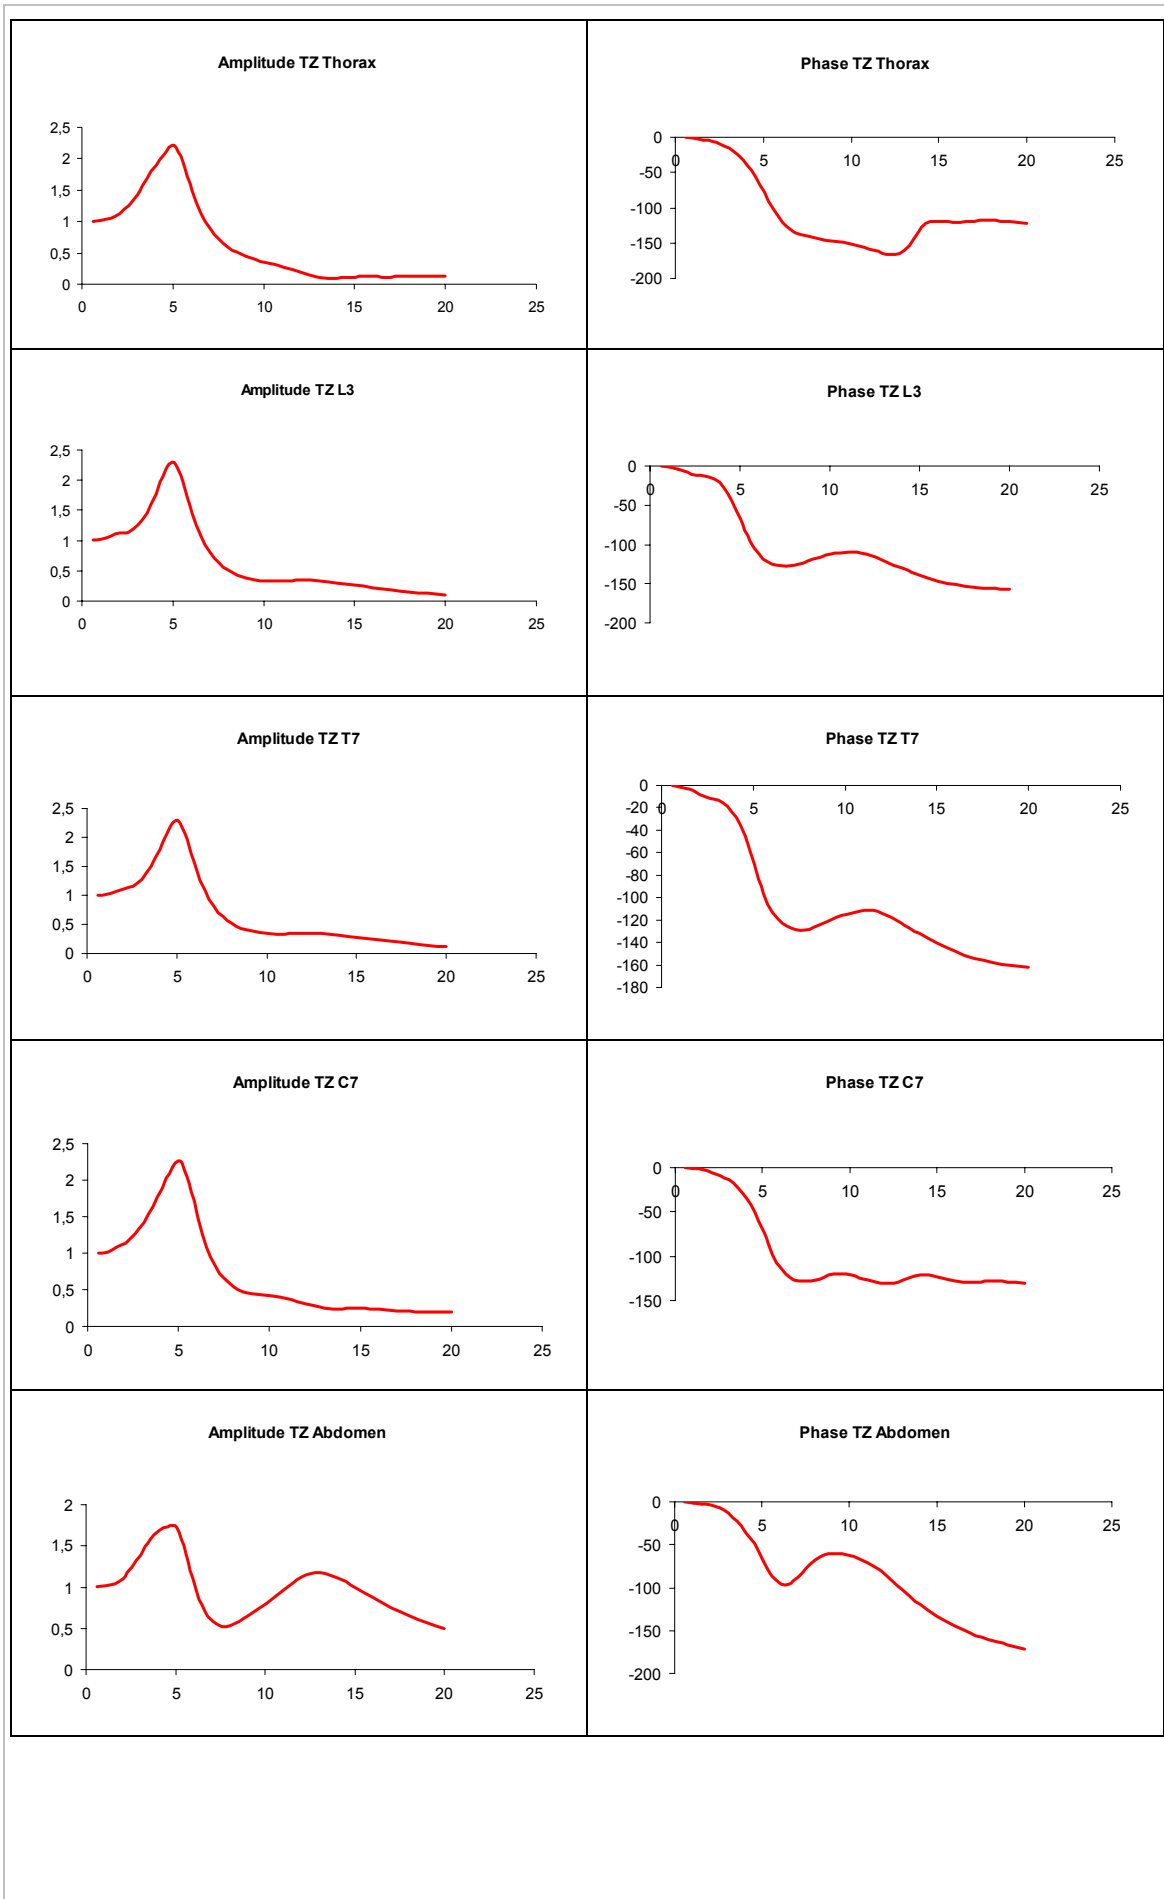 Amplitude TZ Thorax
2,5
2
1,5
1
0,5
0
0 5 10 15 20 25
Phase TZ Thorax
0
0 5 10 15 20 25
-50
-100
-150
-200
Amplitude TZ L3
2,5
2
1,5
1
0,5
0
0 5 10 15 20 25
Phase TZ L3
0
0 5 10 15 20 25
-50
-100
-150
-200
Amplitude TZ T7
2,5
2
1,5
1
0,5
0
0 5 10 15 20 25
Phase TZ T7
0
-20 0 5 10 15 20 25
-40
-60
-80
-100
-120
-140
-160
-180
Amplitude TZ C7
2,5
2
1,5
1
0,5
0
0 5 10 15 20 25
Phase TZ C7
0
0 5 10 15 20 25
-50
-100
-150
Amplitude TZ Abdomen
2
1,5
1
0,5
0
0 5 10 15 20 25
Phase TZ Abdomen
0
0 5 10 15 20 25
-50
-100
-150
-200